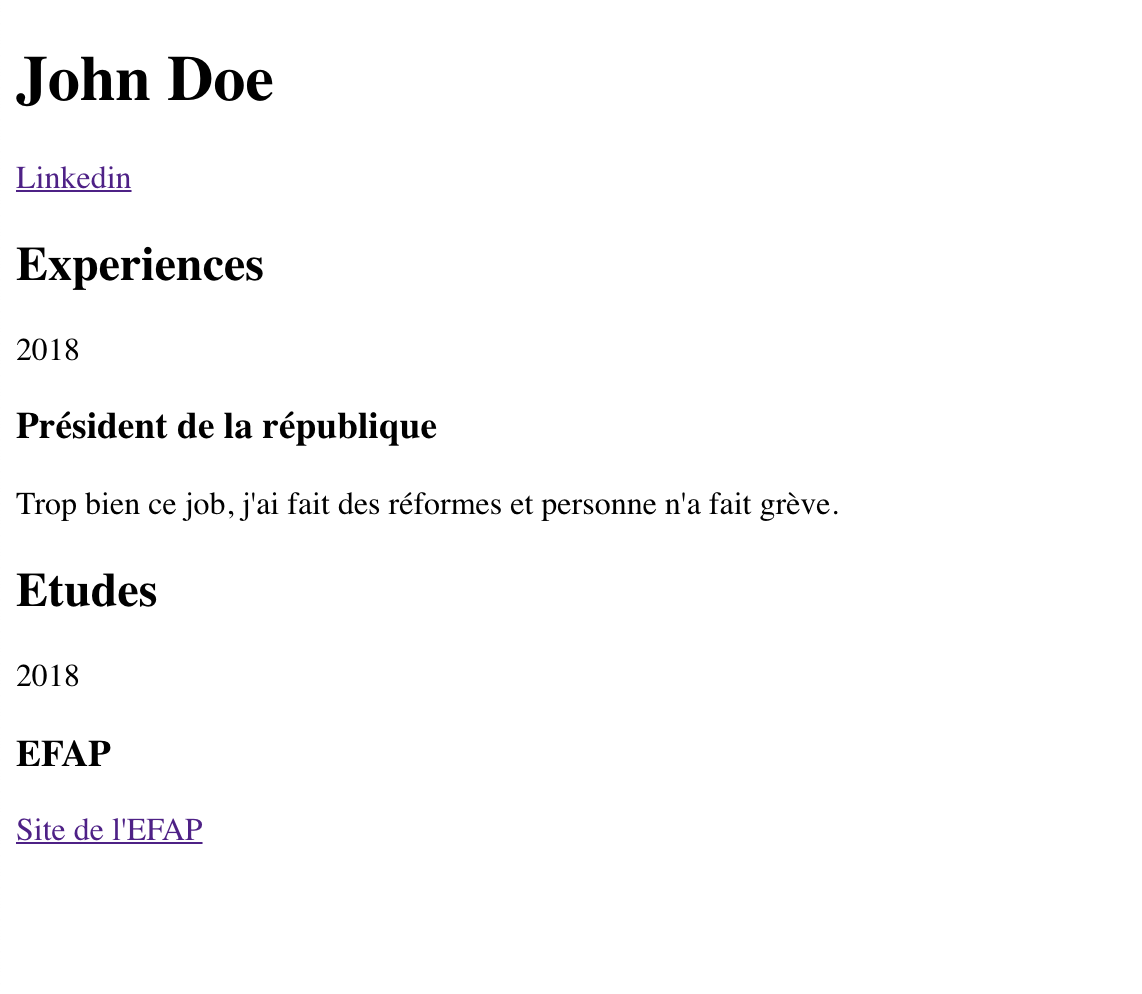 John Doe
Linkedin
Experiences
2018
Président de la république
Trop bien ce job, j'ai fait des réformes et personne n'a fait grève.
Etudes
2018
EFAP
Site de l'EFAP